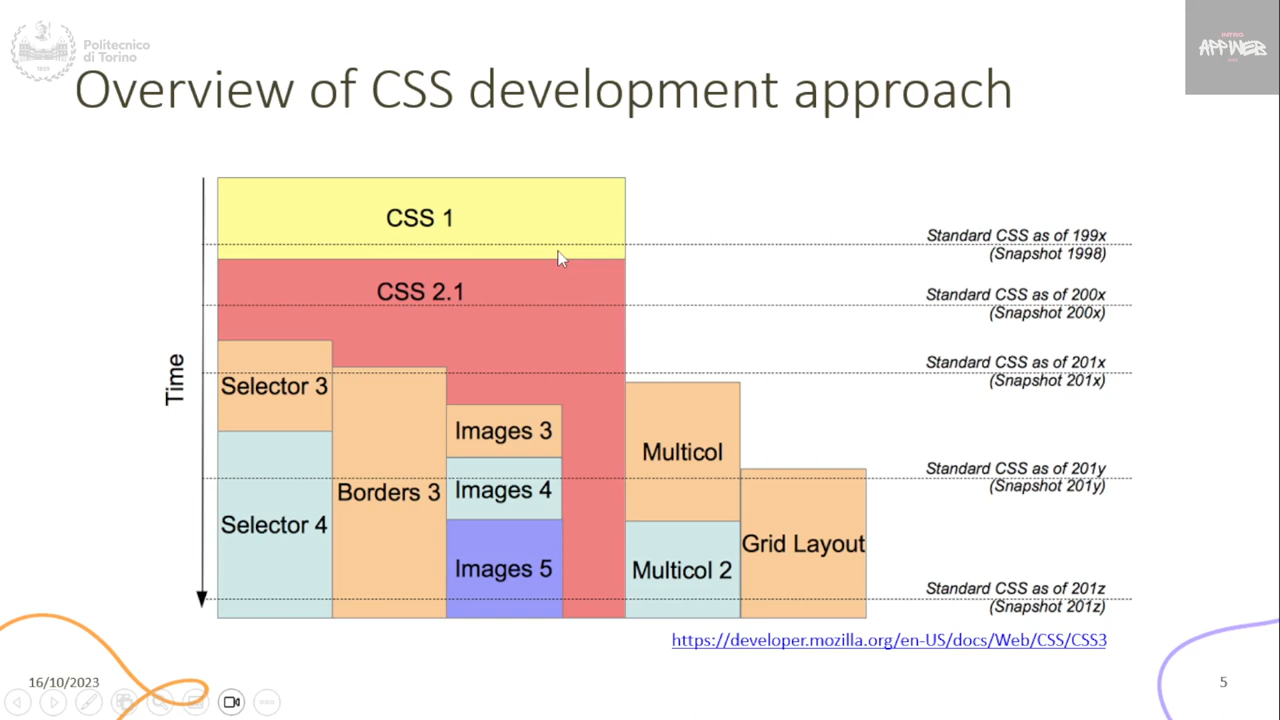 Politecnico
di Torino
INTRO
APPWEB
Overview of CSS development approach
CSS 1
Standard CSS as of 199x
(Snapshot 1998)
CSS 2.1
Standard CSS as of 200x
(Snapshot 200x)
Time
Standard CSS as of 201x
(Snapshot 201x)
Selector 3
Images 3
Multicol
Standard CSS as of 201y
(Snapshot 201y)
Borders 3
Images 4
Selector 4
Grid Layout
Images 5
Multicol 2
Standard CSS as of 201z
(Snapshot 201z)
https://developer.mozilla.org/en-US/docs/Web/CSS/CSS3
16/10/2023
5